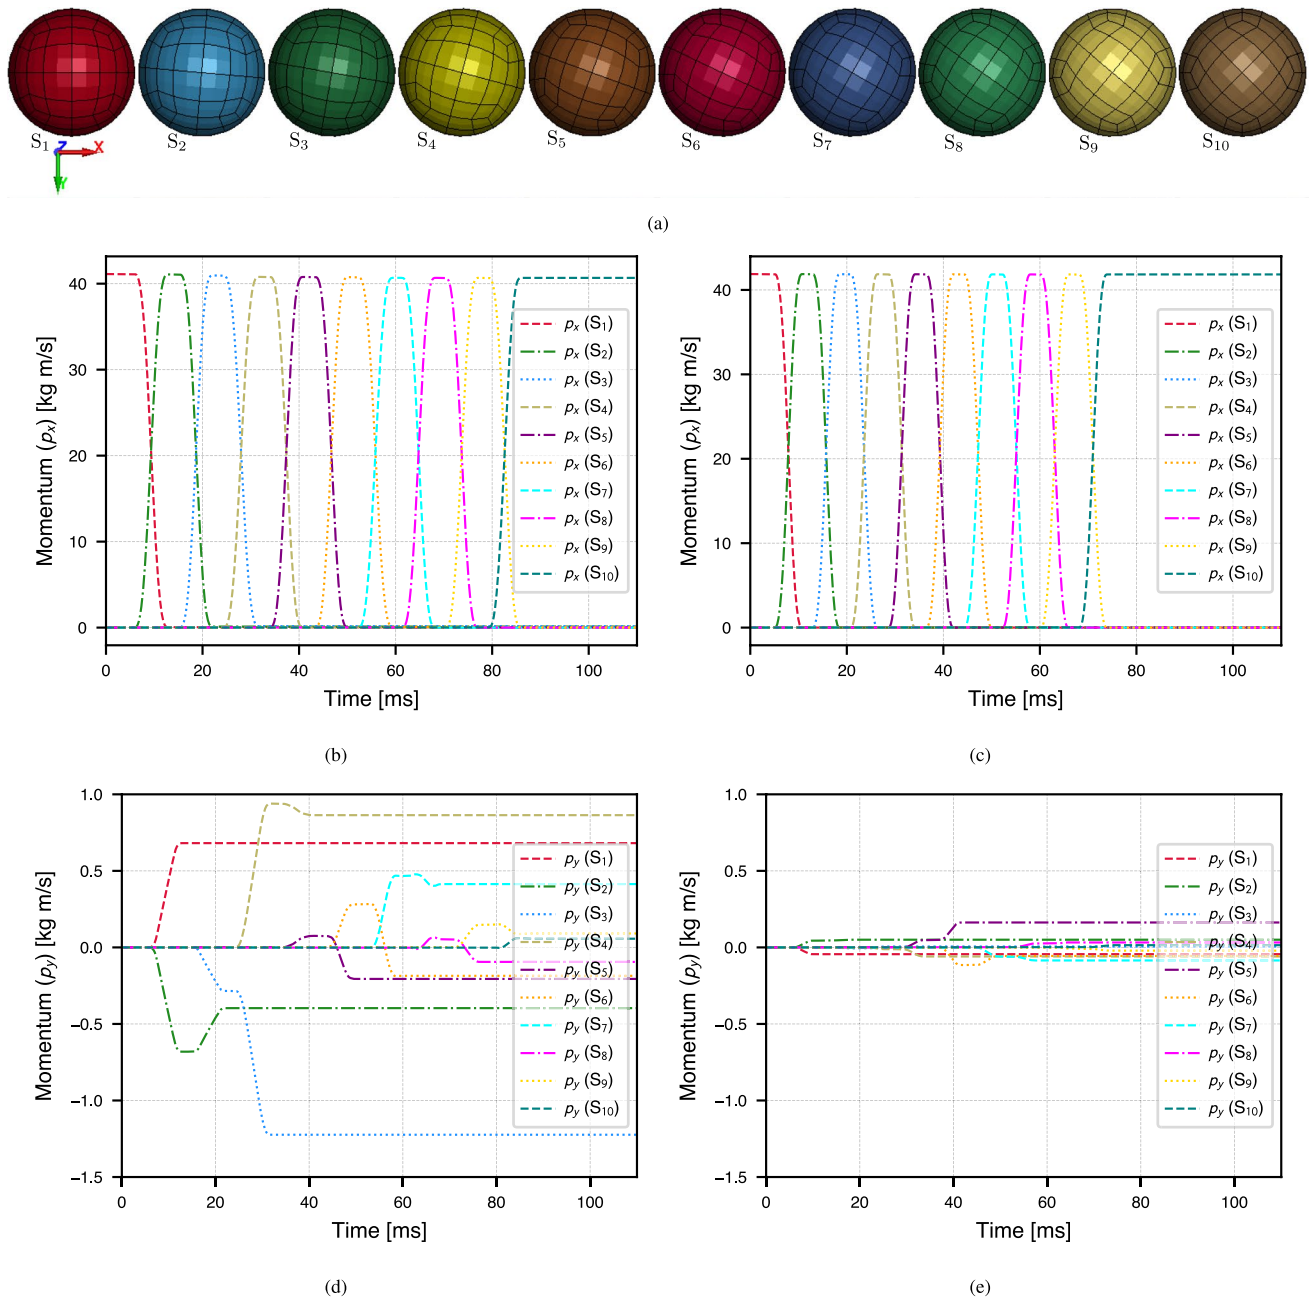 S1 S2 S3 S4 S5 S6 S7 S8 S9 S10
Z X
Y
(a)
40
30
20
10
0
0 20 40 60 80 100
Momentum (px) [kg m/s]
Time [ms]
px (S1)
px (S2)
px (S3)
px (S4)
px (S5)
px (S6)
px (S7)
px (S8)
px (S9)
px (S10)
(b)
40
30
20
10
0
0 20 40 60 80 100
Momentum (px) [kg m/s]
Time [ms]
px (S1)
px (S2)
px (S3)
px (S4)
px (S5)
px (S6)
px (S7)
px (S8)
px (S9)
px (S10)
(c)
1.0
0.5
0.0
−0.5
−1.0
−1.5
0 20 40 60 80 100
Momentum (py) [kg m/s]
Time [ms]
py (S1)
py (S2)
py (S3)
py (S4)
py (S5)
py (S6)
py (S7)
py (S8)
py (S9)
py (S10)
(d)
1.0
0.5
0.0
−0.5
−1.0
−1.5
0 20 40 60 80 100
Momentum (py) [kg m/s]
Time [ms]
py (S1)
py (S2)
py (S3)
py (S4)
py (S5)
py (S6)
py (S7)
py (S8)
py (S9)
py (S10)
(e)